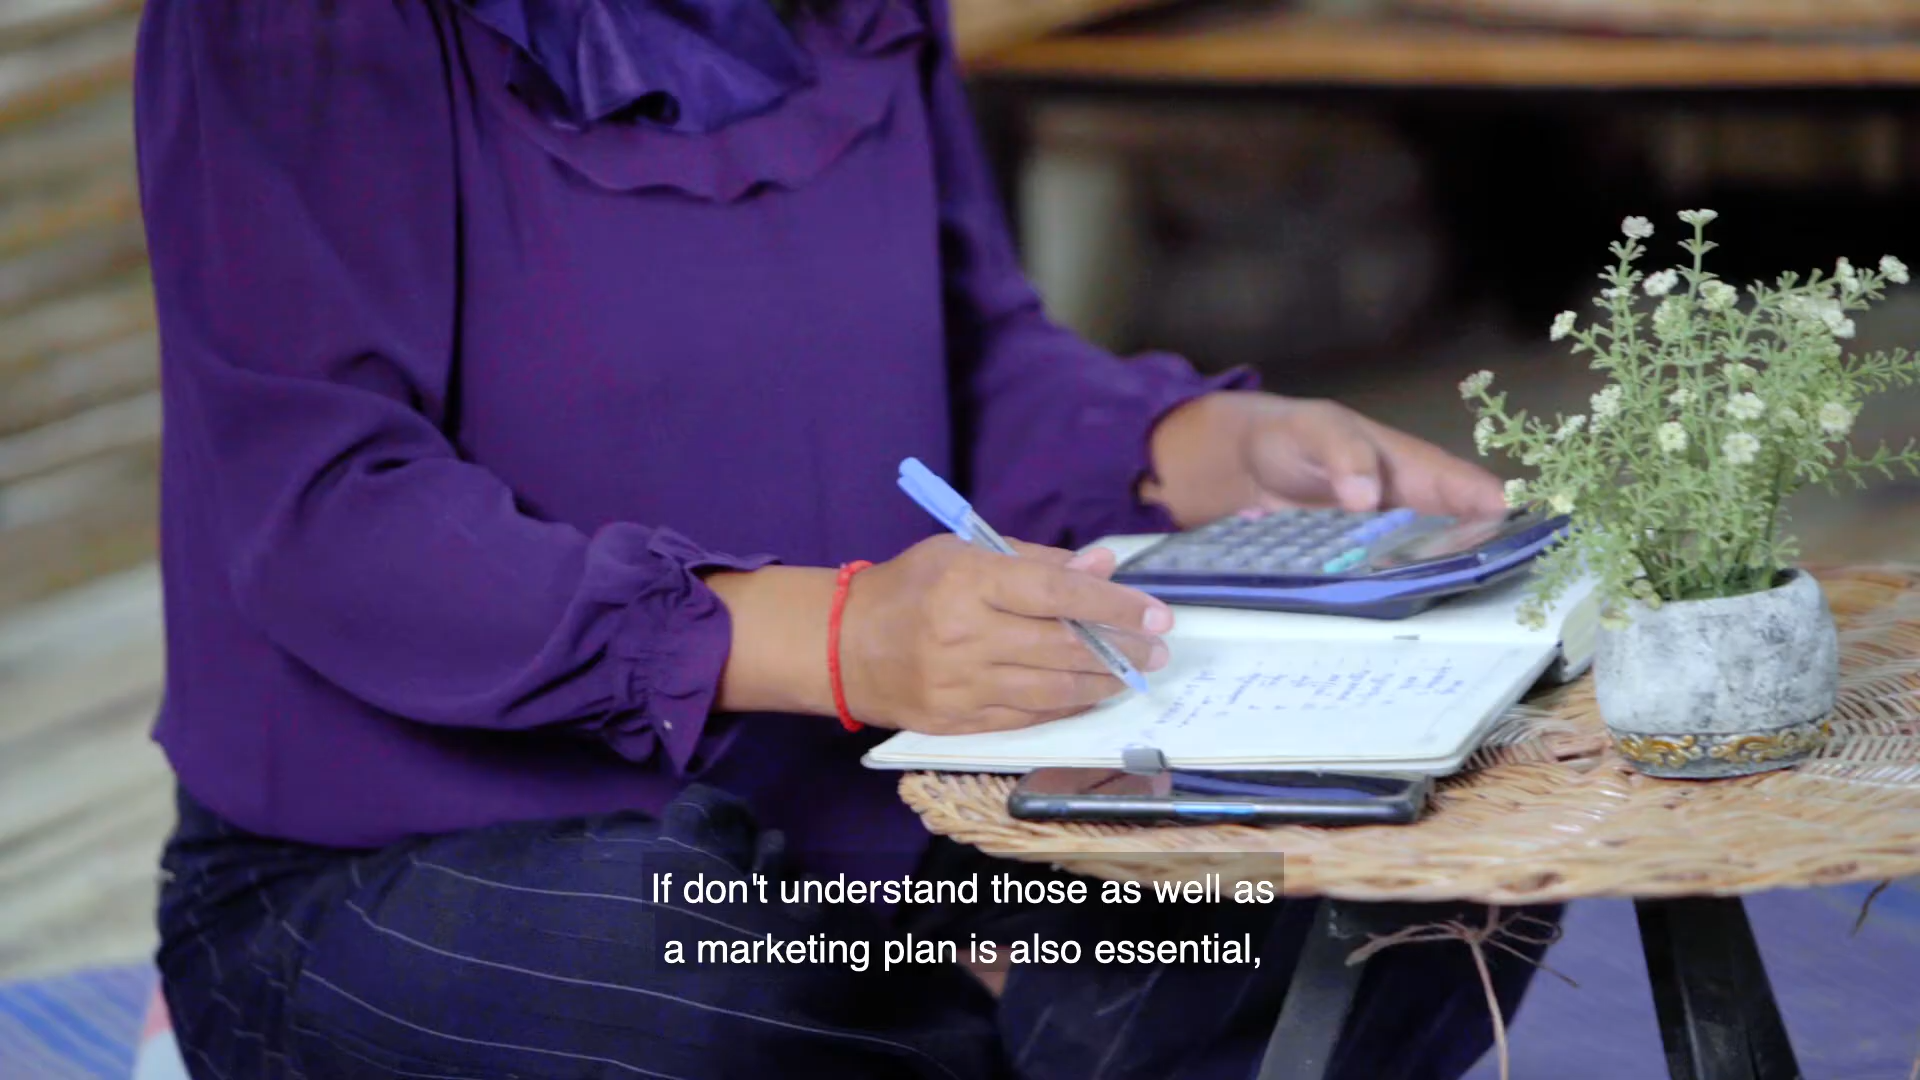 If don't understand those as well as
a marketing plan is also essential,